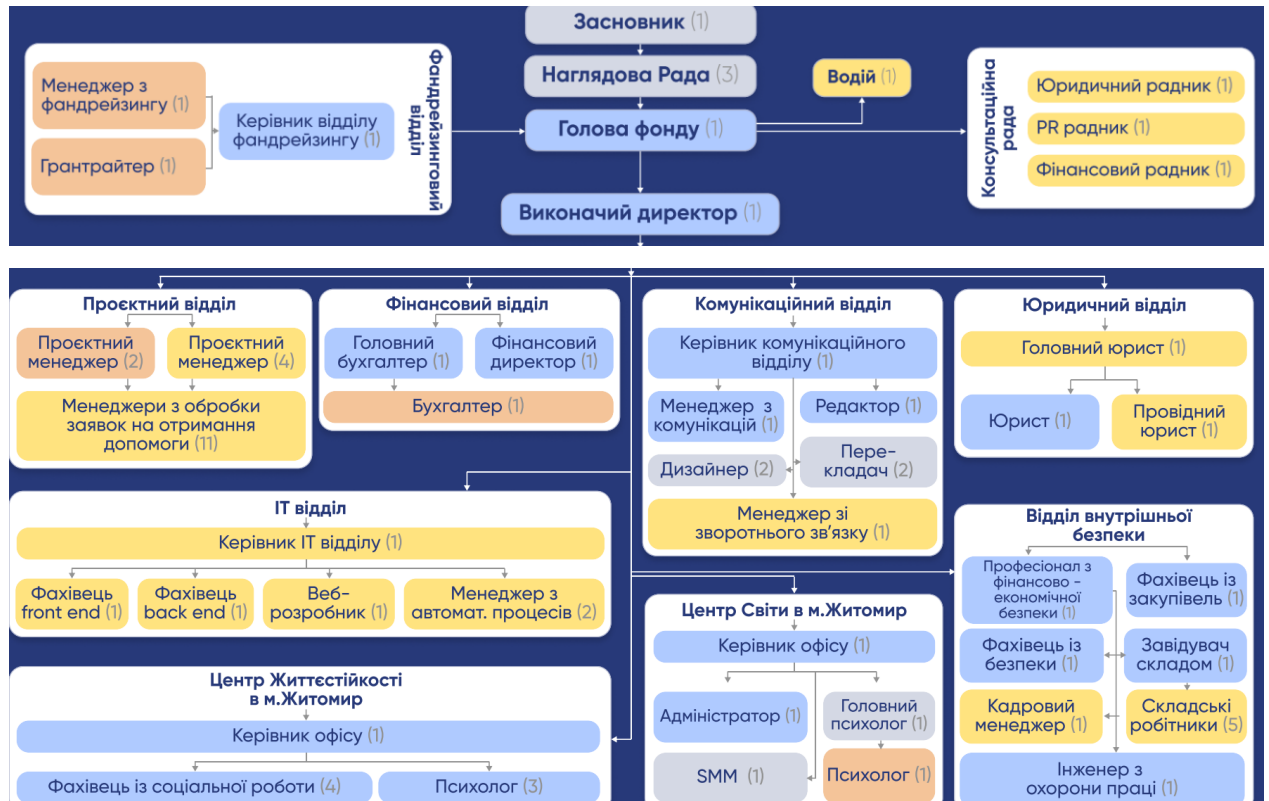 Засновник (1)
Наглядова Рада (3)
Голова фонду (1)
Виконачий директор (1)
Водій (1)
Фандрейзинговий
відділ
Менеджер з
фандрейзингу (1)
Грантрайтер (1)
Керівник відділу
фандрейзингу (1)
Консультаційна
рада
Юридичний радник (1)
PR радник (1)
Фінансовий радник (1)
Проєктний відділ
Проєктний
менеджер (2)
Проєктний
менеджер (4)
Менеджери з обробки
заявок на отримання
допомоги (11)
Фінансовий відділ
Головний
бухгалтер (1)
Фінансовий
директор (1)
Бухгалтер (1)
Комунікаційний відділ
Керівник комунікаційного
відділу (1)
Менеджер з
комунікацій (1)
Редактор (1)
Дизайнер (2)
Пере-
кладач (2)
Менеджер зі
зворотнього зв’язку (1)
Юридичний відділ
Головний юрист (1)
Юрист (1)
Провідний
юрист (1)
ІТ відділ
Керівник ІТ відділу (1)
Фахівець
front end (1)
Фахівець
back end (1)
Веб-
розробник (1)
Менеджер з
автомат. процесів (2)
Відділ внутрішньої
безпеки
Професіонал з
фінансово -
економічної
безпеки (1)
Фахівець із
закупівель (1)
Фахівець із
безпеки (1)
Завідувач
складом (1)
Кадровий
менеджер (1)
Складські
робітники (5)
Інженер з
охорони праці (1)
Центр Світи в м.Житомир
Керівник офісу (1)
Адміністратор (1)
Головний
психолог (1)
SMM (1)
Психолог (1)
Центр Життєстійкості
в м.Житомир
Керівник офісу (1)
Фахівець із соціальної роботи (4)
Психолог (3)